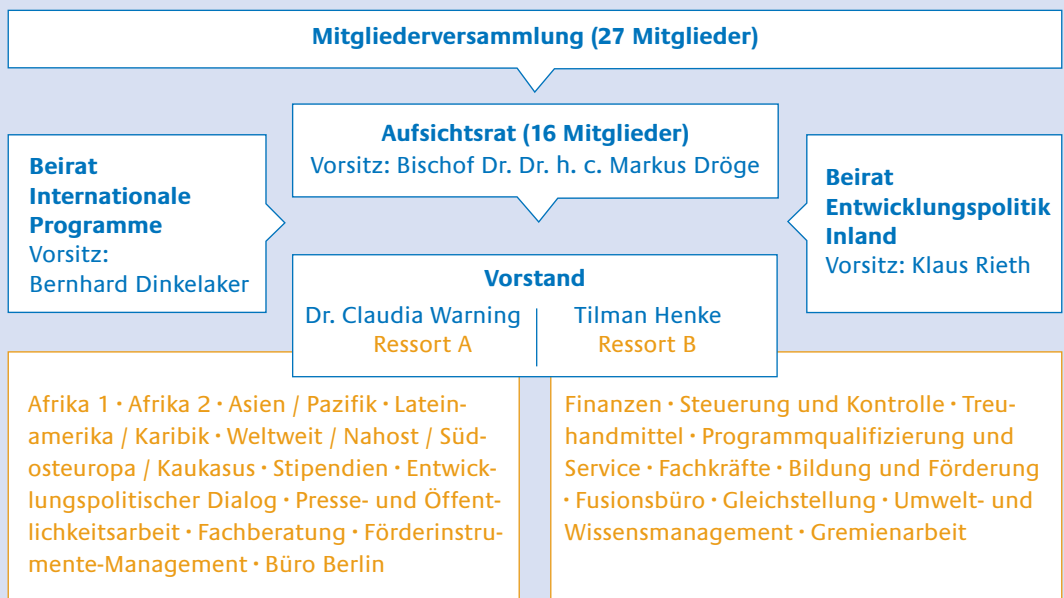 Mitgliederversammlung (27 Mitglieder)
Aufsichtsrat (16 Mitglieder)
Vorsitz: Bischof Dr. Dr. h. c. Markus Dröge
Beirat
Internationale
Programme
Vorsitz:
Bernhard Dinkelaker
Beirat
Entwicklungspolitik
Inland
Vorsitz: Klaus Rieth
Vorstand
Dr. Claudia Warning
Ressort A
Tilman Henke
Ressort B
Afrika 1 · Afrika 2 · Asien / Pazifik · Latein-
amerika / Karibik · Weltweit / Nahost / Süd-
osteuropa / Kaukasus · Stipendien · Entwick-
lungspolitischer Dialog · Presse- und Öffent-
lichkeitsarbeit · Fachberatung · Förderinstru-
mente-Management · Büro Berlin
Finanzen · Steuerung und Kontrolle · Treu-
handmittel · Programmqualifizierung und
Service · Fachkräfte · Bildung und Förderung
· Fusionsbüro · Gleichstellung · Umwelt- und
Wissensmanagement · Gremienarbeit